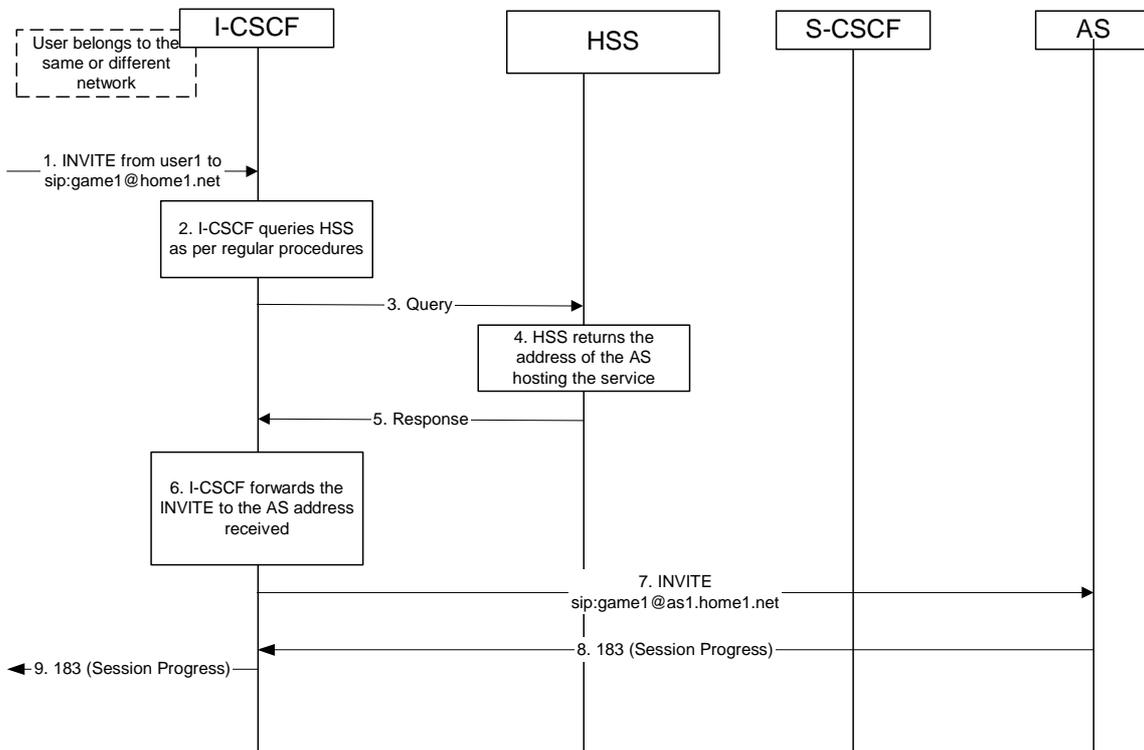 I-CSCF
HSS
S-CSCF
AS
User belongs to the
same or different
network
1. INVITE from user1 to
sip:game1@home1.net
2. I-CSCF queries HSS
as per regular procedures
3. Query
4. HSS returns the
address of the AS
hosting the service
5. Response
6. I-CSCF forwards the
INVITE to the AS address
received
7. INVITE
sip:game1@as1.home1.net
8. 183 (Session Progress)
9. 183 (Session Progress)